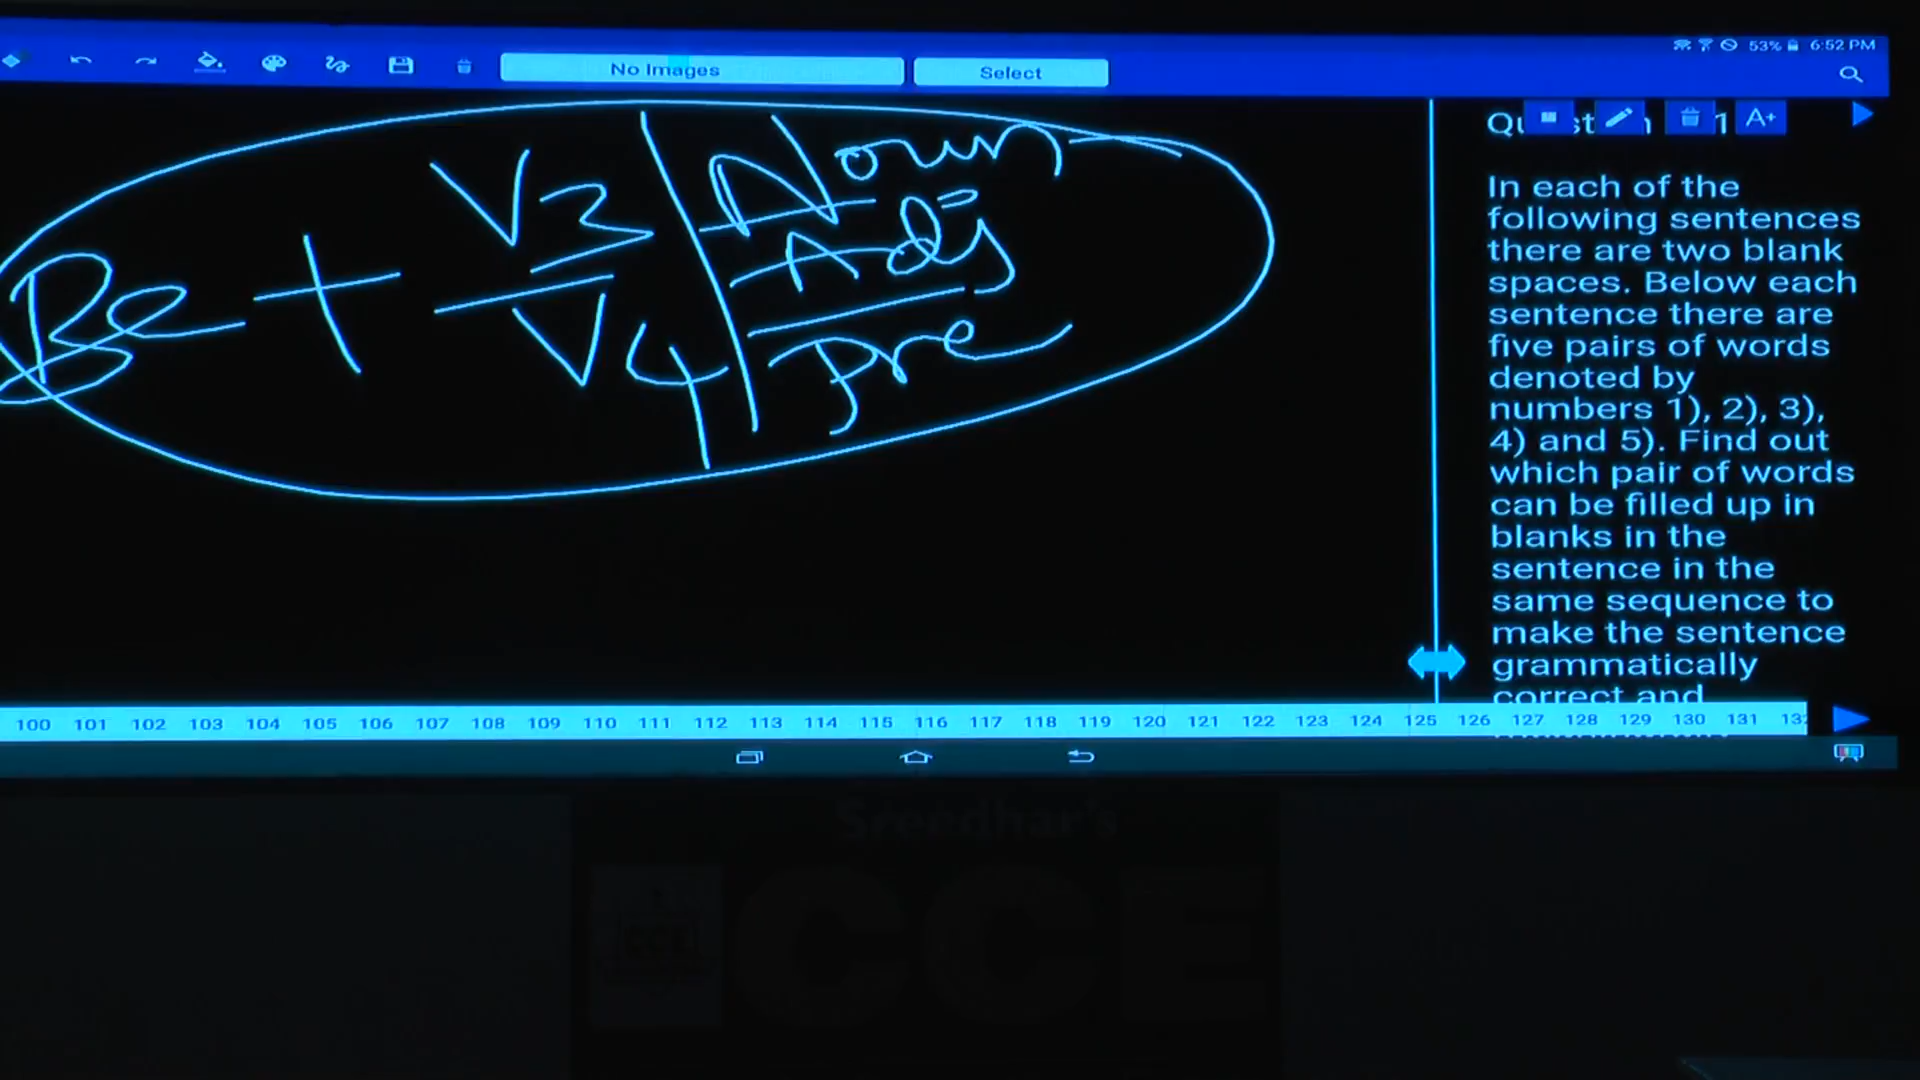 53% 6:52 PM
No Images
Select
Be + V3 / V4 | Noun
Adj
pre
1
A+
In each of the
following sentences
there are two blank
spaces. Below each
sentence there are
five pairs of words
denoted by
numbers 1), 2), 3),
4) and 5). Find out
which pair of words
can be filled up in
blanks in the
sentence in the
same sequence to
make the sentence
grammatically
correct and
100 101 102 103 104 105 106 107 108 109 110 111 112 113 114 115 116 117 118 119 120 121 122 123 124 125 126 127 128 129 130 131
Sreedhar's
CCE